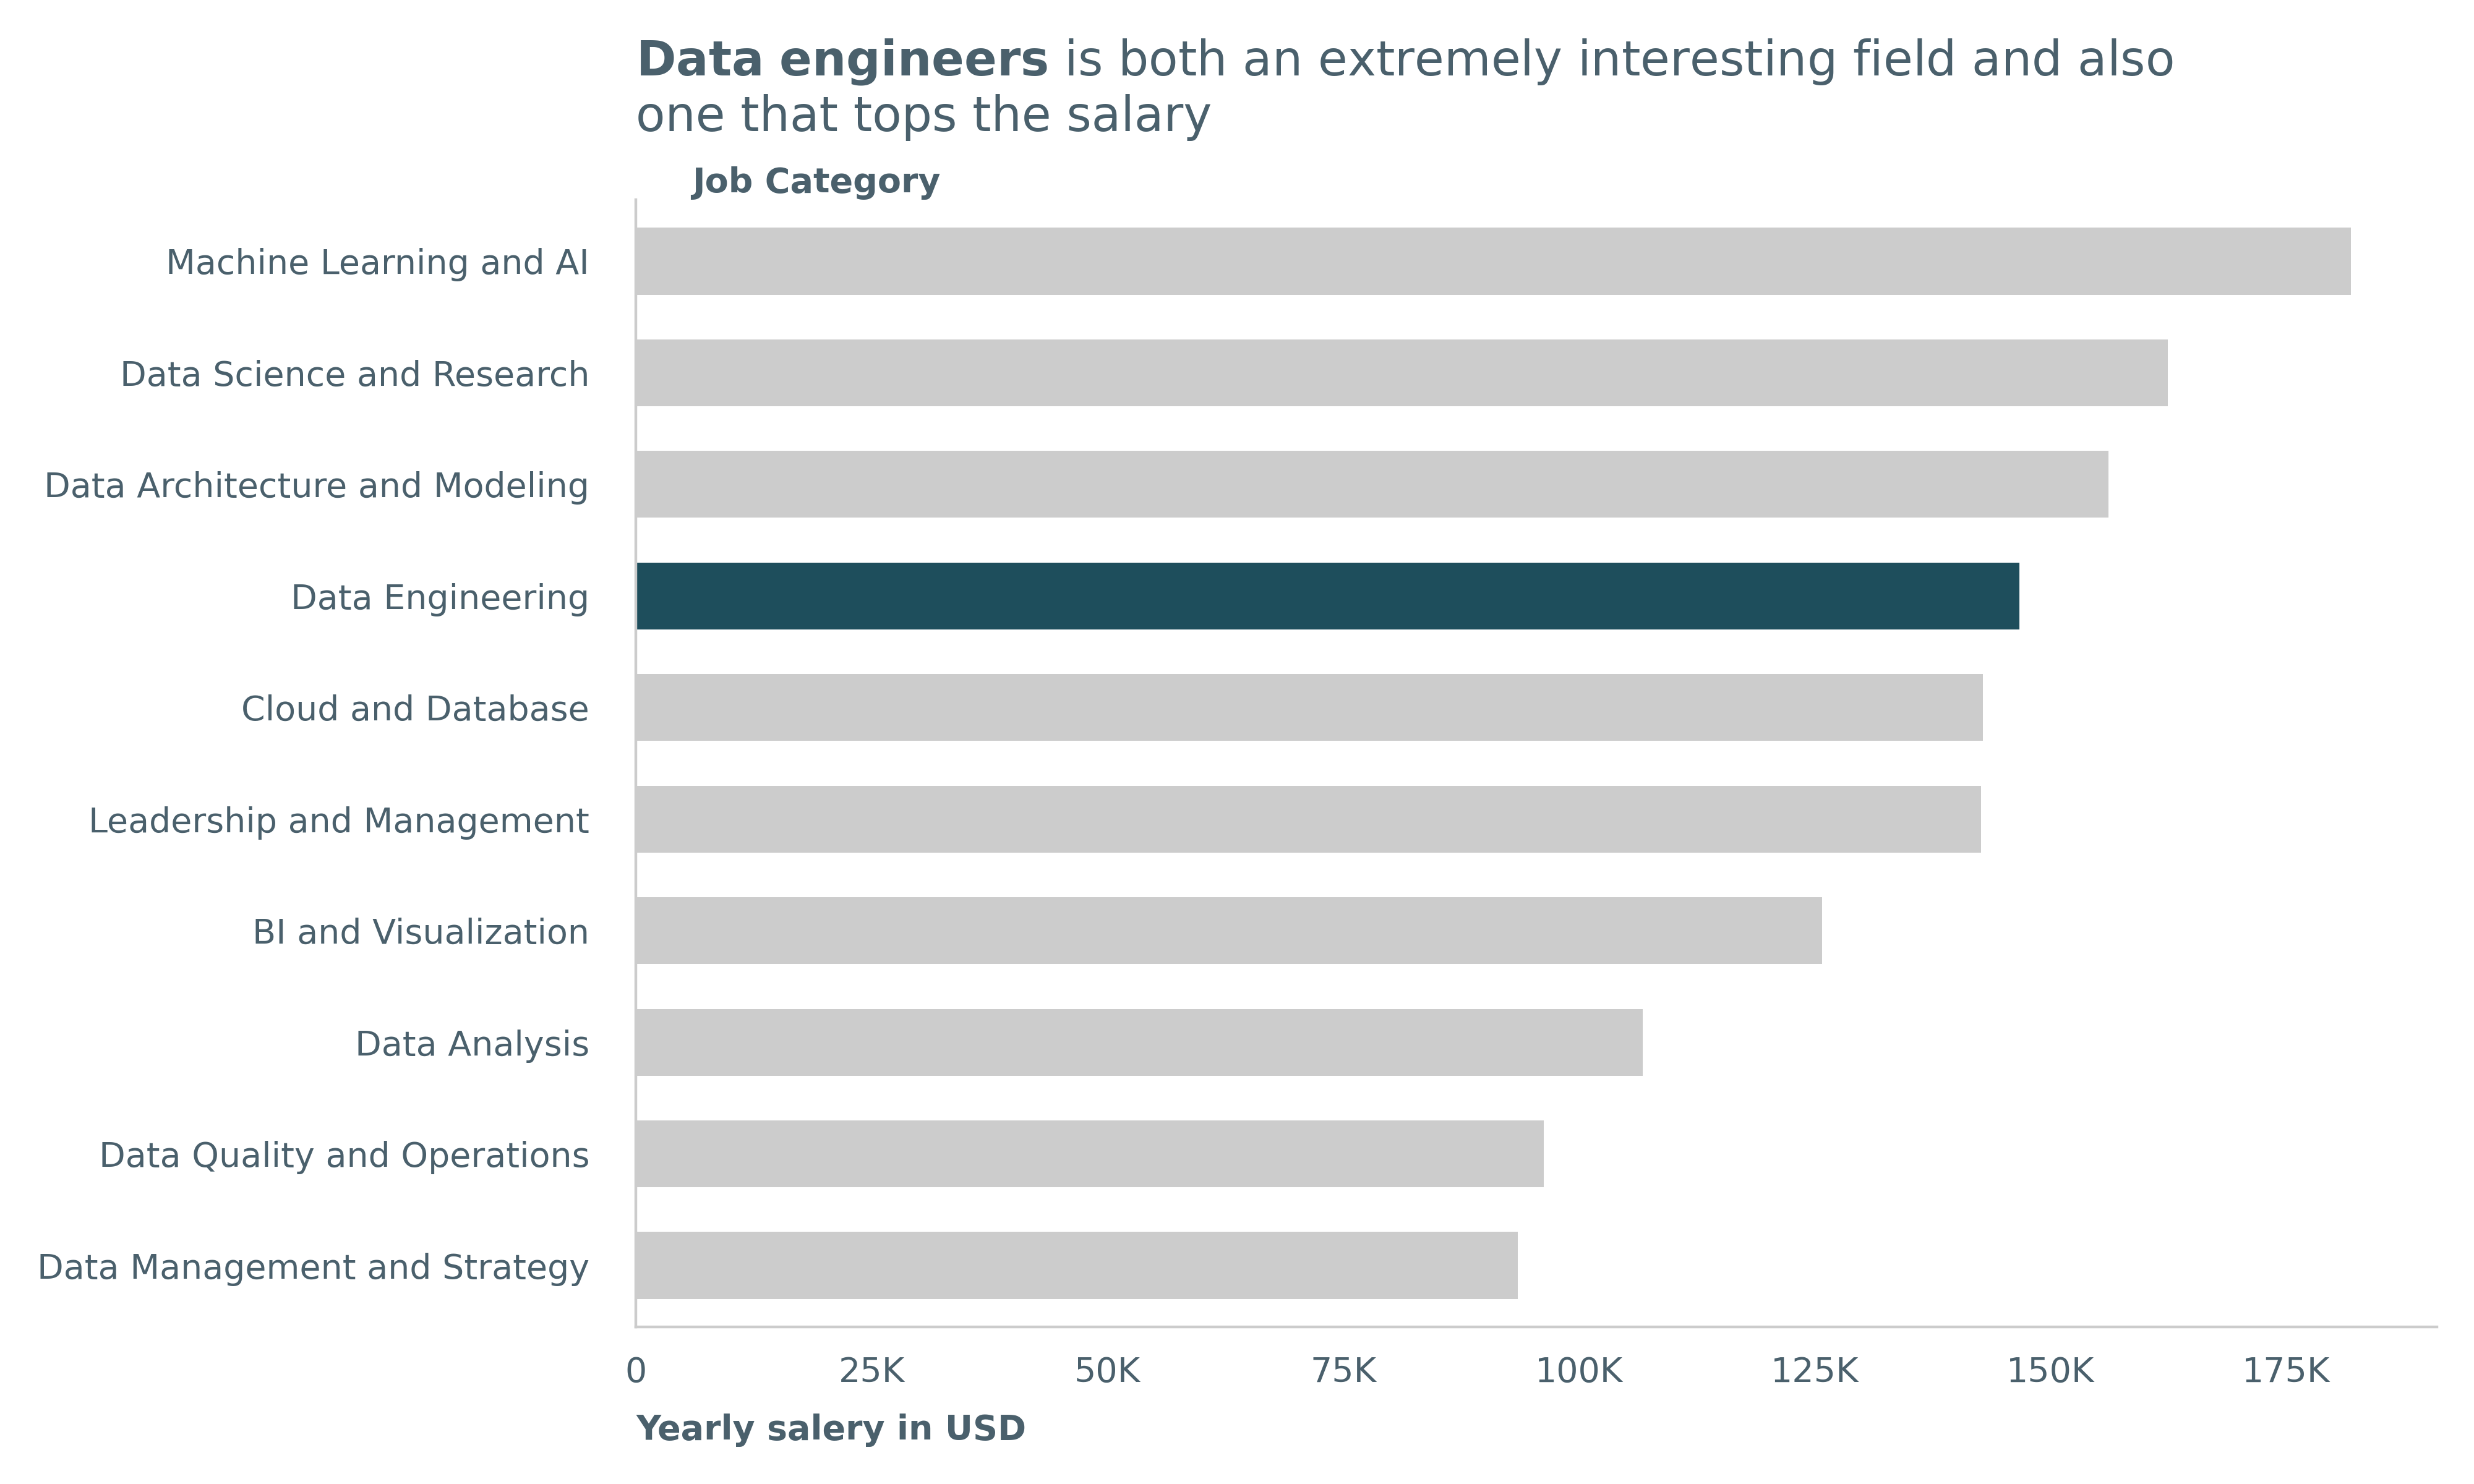 Data engineers is both an extremely interesting field and also
one that tops the salary
Job Category
Machine Learning and AI
Data Science and Research
Data Architecture and Modeling
Data Engineering
Cloud and Database
Leadership and Management
BI and Visualization
Data Analysis
Data Quality and Operations
Data Management and Strategy
0 25K 50K 75K 100K 125K 150K 175K
Yearly salery in USD